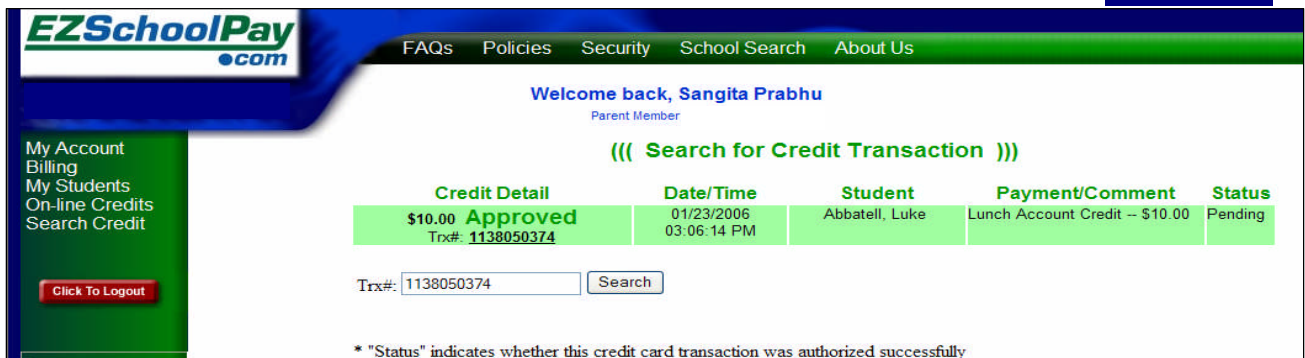 EZSchoolPay
●com
FAQs Policies Security School Search About Us
Welcome back, Sangita Prabhu
Parent Member
My Account
Billing
My Students
On-line Credits
Search Credit
Click To Logout
((( Search for Credit Transaction )))
Credit Detail Date/Time Student Payment/Comment Status
$10.00 Approved 01/23/2006 Abbatell, Luke Lunch Account Credit -- $10.00 Pending
Trx#: 1138050374 03:06:14 PM
Trx#: 1138050374 Search
* "Status" indicates whether this credit card transaction was authorized successfully